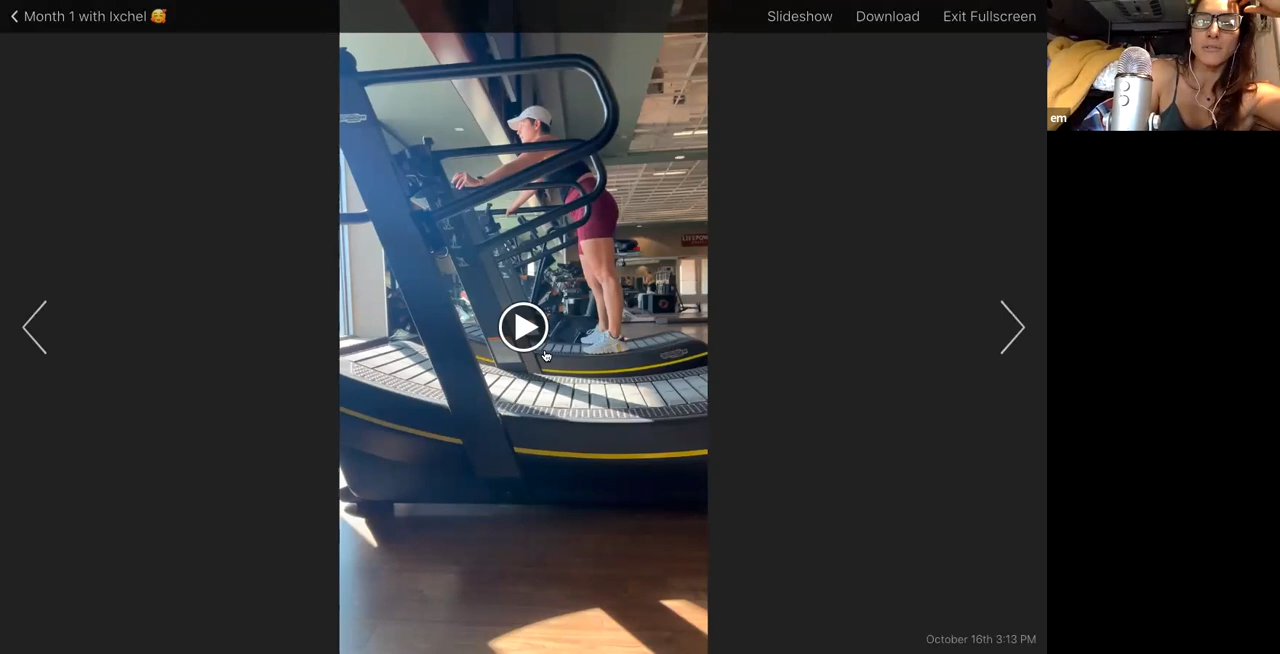 Month 1 with Ixchel 🥰
Slideshow
Download
Exit Fullscreen
em
October 16th 3:13 PM